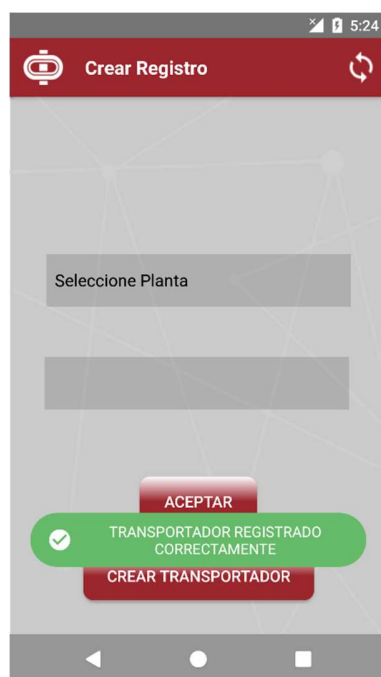 5:24
Crear Registro
Seleccione Planta
ACEPTAR
TRANSPORTADOR REGISTRADO
CORRECTAMENTE
CREAR TRANSPORTADOR